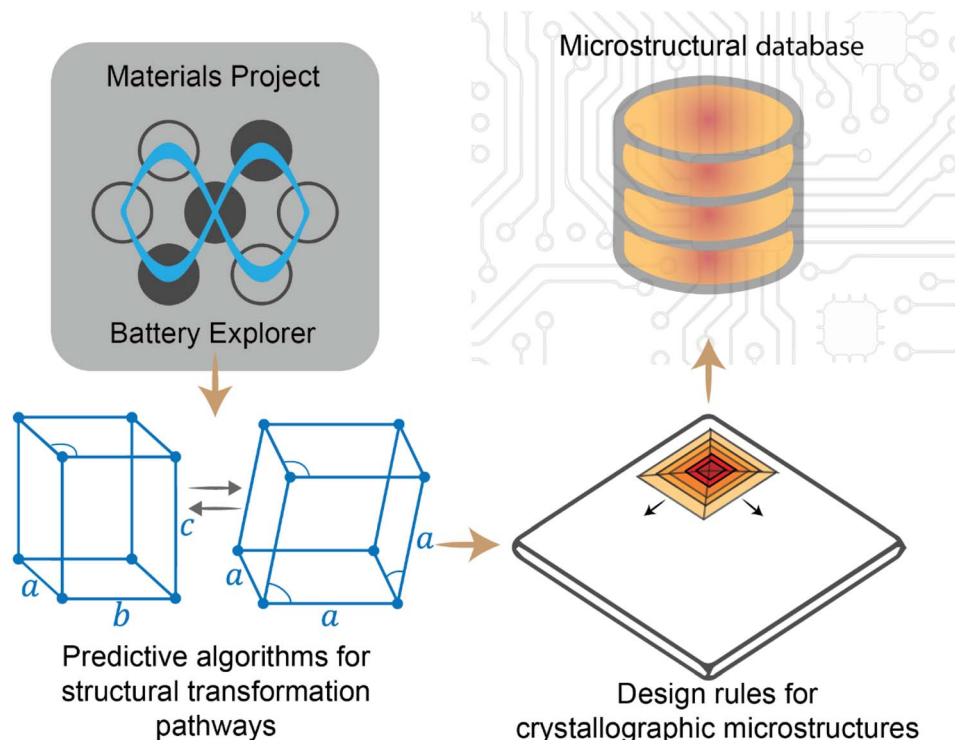 Materials Project
Battery Explorer
Microstructural database
a
b
c
a
a
a
Predictive algorithms for
structural transformation
pathways
Design rules for
crystallographic microstructures